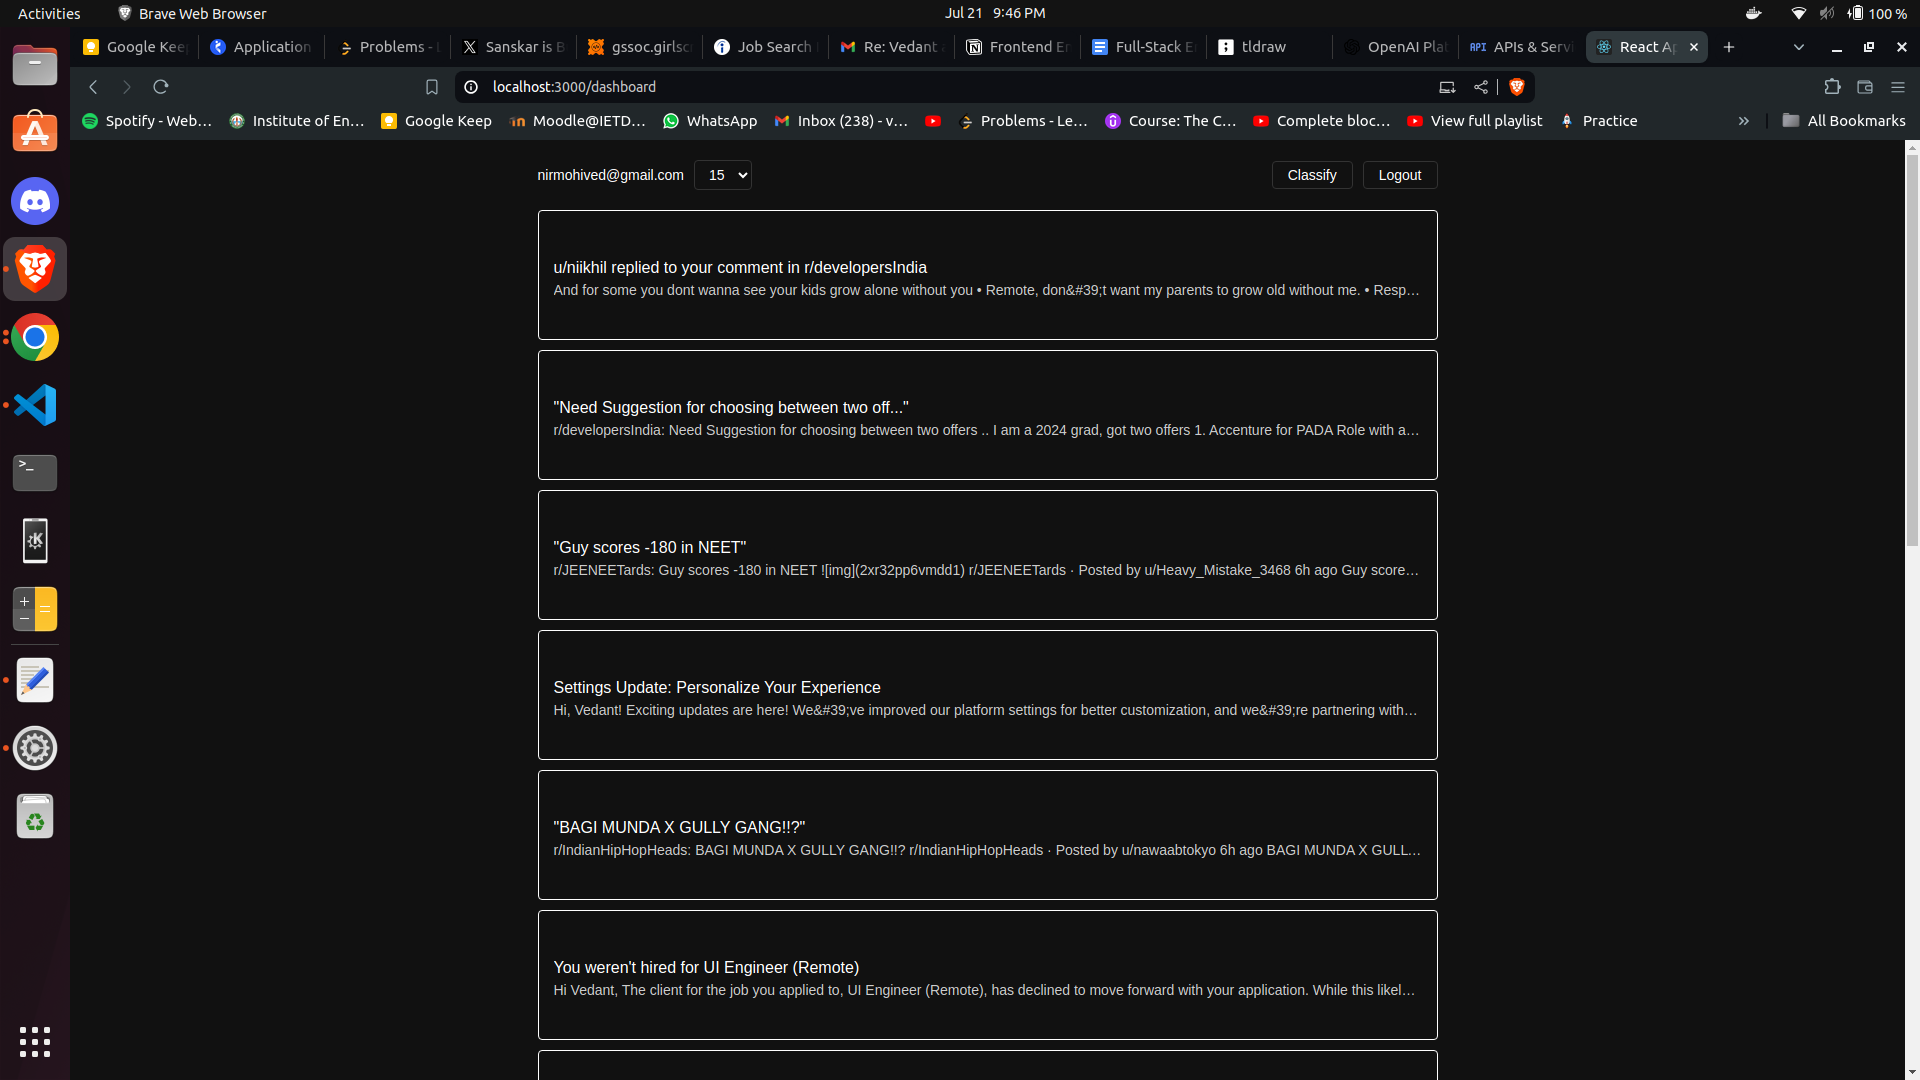 Activities Brave Web Browser Jul 21 9:46 PM 100 %
Google Kee Application Problems - L Sanskar is B gssoc.girlscr Job Search Re: Vedant Frontend En Full-Stack E tldraw OpenAI Plat API APIs & Servi React Ap
localhost:3000/dashboard
Spotify - Web... Institute of En... Google Keep Moodle@IETD... WhatsApp Inbox (238) - v... Problems - Le... Course: The C... Complete bloc... View full playlist Practice » All Bookmarks
nirmohived@gmail.com 15 Classify Logout
u/niikhil replied to your comment in r/developersIndia
And for some you dont wanna see your kids grow alone without you • Remote, don&#39;t want my parents to grow old without me. • Resp...
"Need Suggestion for choosing between two off..."
r/developersIndia: Need Suggestion for choosing between two offers .. I am a 2024 grad, got two offers 1. Accenture for PADA Role with a...
"Guy scores -180 in NEET"
r/JEENEETards: Guy scores -180 in NEET ![img](2xr32pp6vmdd1) r/JEENEETards · Posted by u/Heavy_Mistake_3468 6h ago Guy score...
Settings Update: Personalize Your Experience
Hi, Vedant! Exciting updates are here! We&#39;ve improved our platform settings for better customization, and we&#39;re partnering with...
"BAGI MUNDA X GULLY GANG!!?"
r/IndianHipHopHeads: BAGI MUNDA X GULLY GANG!!? r/IndianHipHopHeads · Posted by u/nawaabtokyo 6h ago BAGI MUNDA X GULL...
You weren't hired for UI Engineer (Remote)
Hi Vedant, The client for the job you applied to, UI Engineer (Remote), has declined to move forward with your application. While this likel...